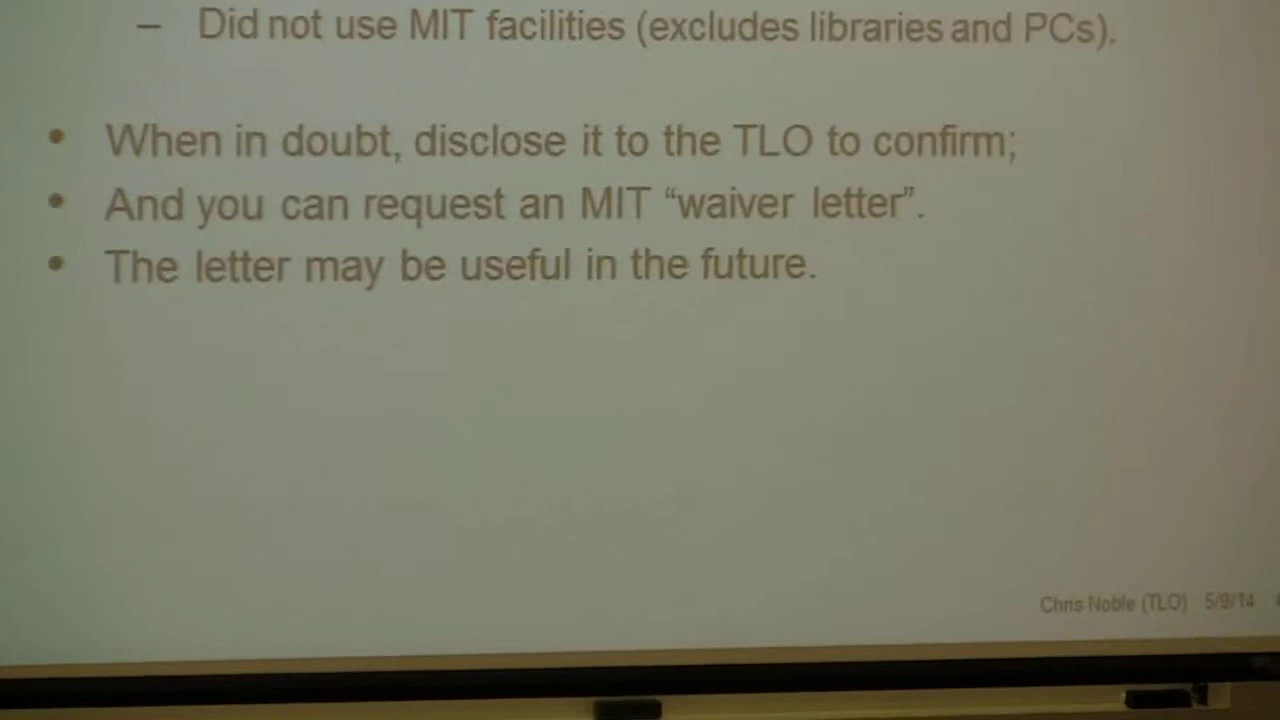 – Did not use MIT facilities (excludes libraries and PCs).
• When in doubt, disclose it to the TLO to confirm;
• And you can request an MIT “waiver letter”.
• The letter may be useful in the future.
Chris Noble (TLO) 5/9/14